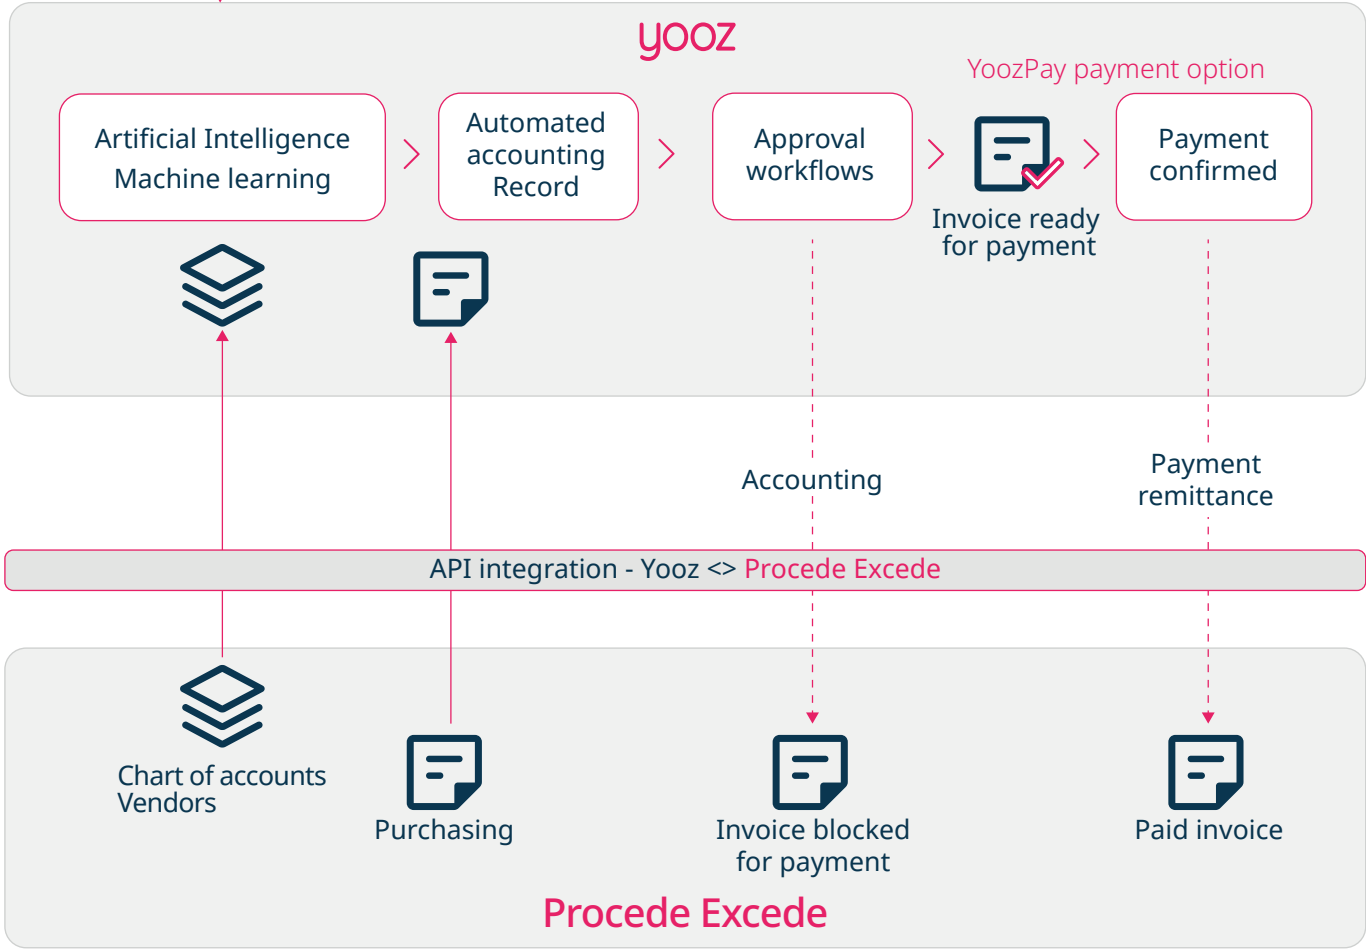 yooz
YoozPay payment option
Artificial Intelligence
Machine learning
Automated
accounting
Record
Approval
workflows
Invoice ready
for payment
Payment
confirmed
Accounting
Payment
remittance
API integration - Yooz <> Procede Excede
Chart of accounts
Vendors
Purchasing
Invoice blocked
for payment
Paid invoice
Procede Excede